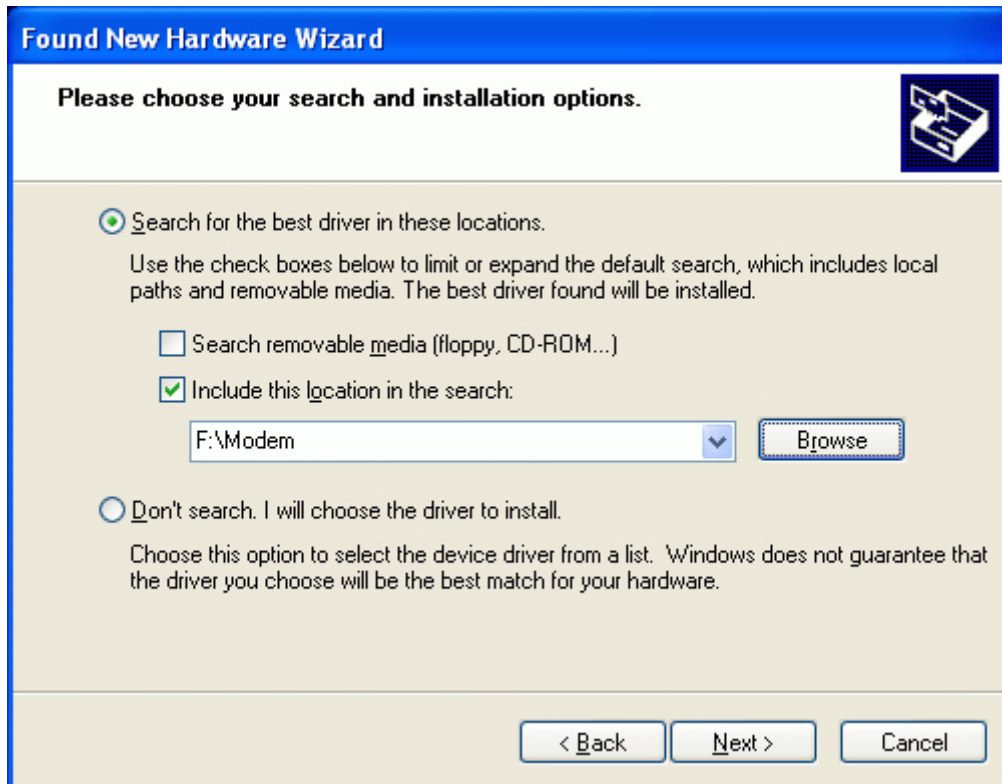 Found New Hardware Wizard
Please choose your search and installation options.
Search for the best driver in these locations.
Use the check boxes below to limit or expand the default search, which includes local
paths and removable media. The best driver found will be installed.
Search removable media (floppy, CD-ROM...)
Include this location in the search:
F:\Modem
Browse
Don't search. I will choose the driver to install.
Choose this option to select the device driver from a list.  Windows does not guarantee that
the driver you choose will be the best match for your hardware.
< Back
Next >
Cancel